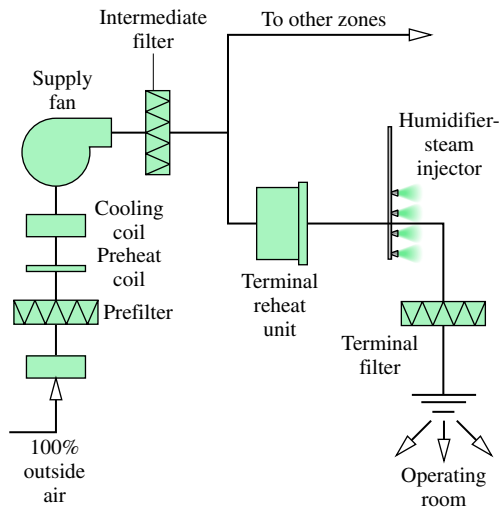 Intermediate
filter
To other zones
Supply
fan
Humidifier-
steam
injector
Cooling
coil
Preheat
coil
Prefilter
Terminal
reheat
unit
Terminal
filter
100%
outside
air
Operating
room